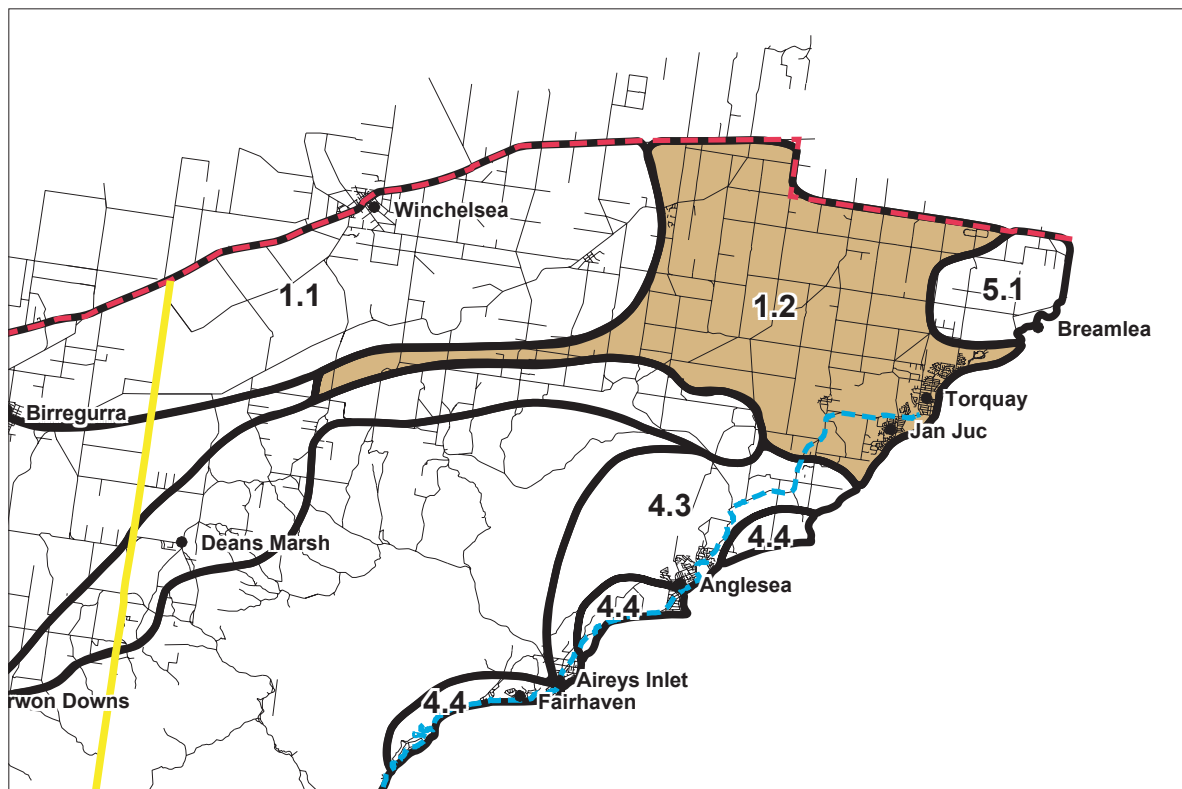 Winchelsea
1.1
1.2
5.1
Breamlea
Torquay
Birregurra
Jan Juc
4.3
4.4
Deans Marsh
Anglesea
4.4
Aireys Inlet
Fairhaven
4.4
rwon Downs